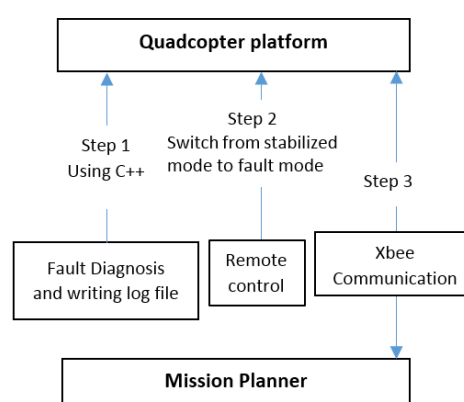 Quadcopter platform
Step 1
Using C++
Step 2
Switch from stabilized
mode to fault mode
Step 3
Fault Diagnosis
and writing log file
Remote
control
Xbee
Communication
Mission Planner